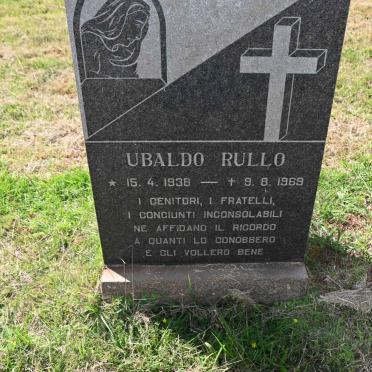 UBALDO RULLO
* 15. 4. 1938 — † 9. 8. 1969
I GENITORI, I FRATELLI,
I CONGIUNTI INCONSOLABILI
NE AFFIDANO IL RICORDO
A QUANTI LO CONOBBERO
E GLI VOLLERO BENE